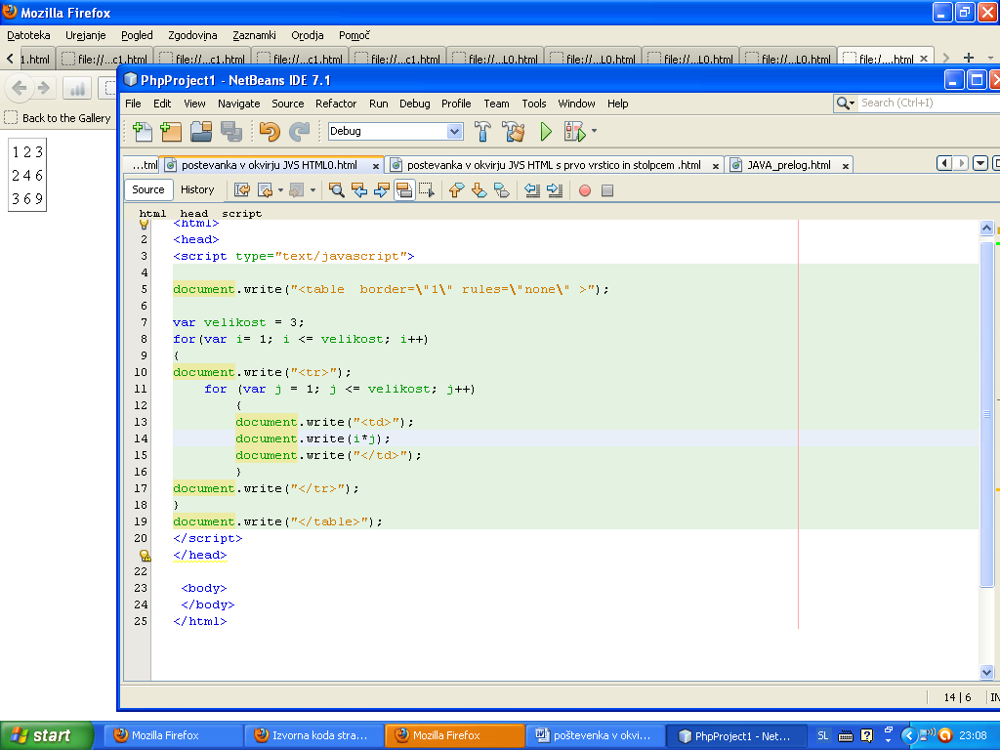 Mozilla Firefox
Datoteka Urejanje Pogled Zgodovina Zaznamki Orodja Pomoč
1.html file://...c1.html file://...c1.html file://...c1.html file://...c1.html file://...L0.html file://...L0.html file://...L0.html file://...L0.html file:/....html
Back to the Gallery
1 2 3
2 4 6
3 6 9
PhpProject1 - NetBeans IDE 7.1
File Edit View Navigate Source Refactor Run Debug Profile Team Tools Window Help
Search (Ctrl+I)
Debug
...tml postevanka v okvirju JVS HTML0.html postevanka v okvirju JVS HTML s prvo vrstico in stolpcem .html JAVA_prelog.html
Source History
html head script
<html>
2 <head>
3 <script type="text/javascript">
4
5 document.write("<table  border=\"1\" rules=\"none\" >");
6
7 var velikost = 3;
8 for(var i= 1; i <= velikost; i++)
9 {
10 document.write("<tr>");
11     for (var j = 1; j <= velikost; j++)
12         {
13         document.write("<td>");
14         document.write(i*j);
15         document.write("</td>");
16         }
17 document.write("</tr>");
18 }
19 document.write("</table>");
20 </script>
</head>
22
23  <body>
24  </body>
25 </html>
14 | 6 IN
start Mozilla Firefox Izvorna koda stra... Mozilla Firefox poštevenka v okvi... PhpProject1 - Net... SL 23:08